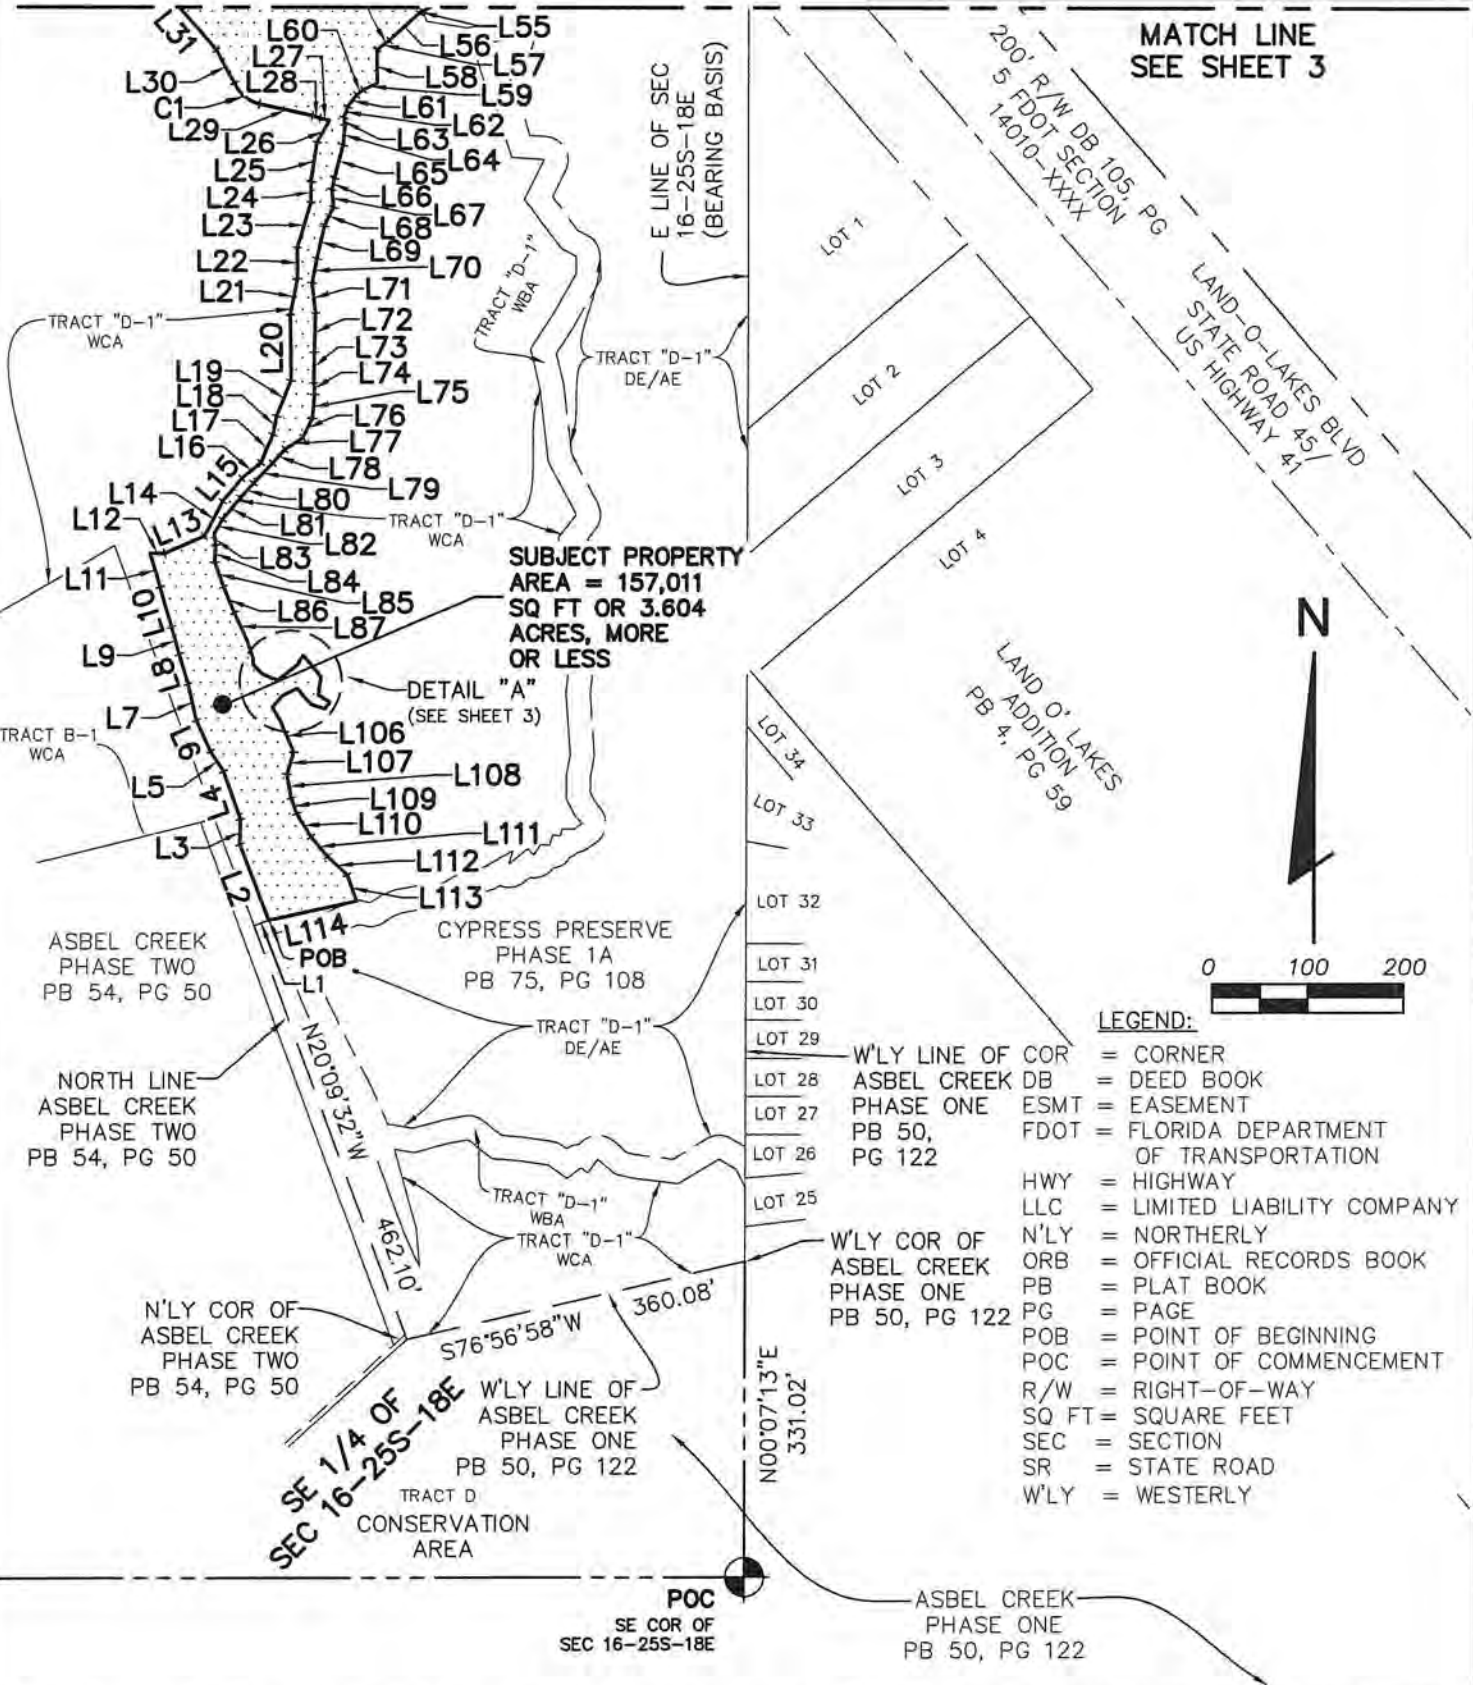 MATCH LINE
SEE SHEET 3
L31
L30
C1
L29
L60
L27
L28
L26
L25
L24
L23
L22
L21
L20
L19
L18
L17
L16
L15
L14
L13
L12
L11
L10
L9
L8
L7
L6
L5
L4
L3
L2
L55
L56
L57
L58
L59
L61
L62
L63
L64
L65
L66
L67
L68
L69
L70
L71
L72
L73
L74
L75
L76
L77
L78
L79
L80
L81
L82
L83
L84
L85
L86
L87
L106
L107
L108
L109
L110
L111
L112
L113
L114
POB
L1
TRACT "D-1"
WCA
TRACT B-1
WCA
TRACT "D-1"
WBA
TRACT "D-1"
DE/AE
TRACT "D-1"
WCA
E LINE OF SEC
16-25S-18E
(BEARING BASIS)
200' R/W DB 105, PG
5 FDOT SECTION
14010-XXXX
LAND-O-LAKES BLVD
STATE ROAD 45/
US HIGHWAY 41
LOT 1
LOT 2
LOT 3
LOT 4
SUBJECT PROPERTY
AREA = 157,011
SQ FT OR 3.604
ACRES, MORE
OR LESS
DETAIL "A"
(SEE SHEET 3)
LAND O' LAKES
ADDITION
PB 4, PG 59
N
LOT 34
LOT 33
LOT 32
LOT 31
LOT 30
LOT 29
LOT 28
LOT 27
LOT 26
LOT 25
0 100 200
ASBEL CREEK
PHASE TWO
PB 54, PG 50
CYPRESS PRESERVE
PHASE 1A
PB 75, PG 108
TRACT "D-1"
DE/AE
NORTH LINE
ASBEL CREEK
PHASE TWO
PB 54, PG 50
N20°09'32"W
462.10'
W'LY LINE OF
ASBEL CREEK
PHASE ONE
PB 50,
PG 122
TRACT "D-1"
WBA
TRACT "D-1"
WCA
W'LY COR OF
ASBEL CREEK
PHASE ONE
PB 50, PG 122
N'LY COR OF
ASBEL CREEK
PHASE TWO
PB 54, PG 50
S76°56'58"W
360.08'
W'LY LINE OF
ASBEL CREEK
PHASE ONE
PB 50, PG 122
N00°07'13"E
331.02'
SE 1/4 OF
SEC 16-25S-18E
TRACT D
CONSERVATION
AREA
POC
SE COR OF
SEC 16-25S-18E
ASBEL CREEK
PHASE ONE
PB 50, PG 122
LEGEND:
COR = CORNER
DB = DEED BOOK
ESMT = EASEMENT
FDOT = FLORIDA DEPARTMENT
OF TRANSPORTATION
HWY = HIGHWAY
LLC = LIMITED LIABILITY COMPANY
N'LY = NORTHERLY
ORB = OFFICIAL RECORDS BOOK
PB = PLAT BOOK
PG = PAGE
POB = POINT OF BEGINNING
POC = POINT OF COMMENCEMENT
R/W = RIGHT-OF-WAY
SQ FT = SQUARE FEET
SEC = SECTION
SR = STATE ROAD
W'LY = WESTERLY